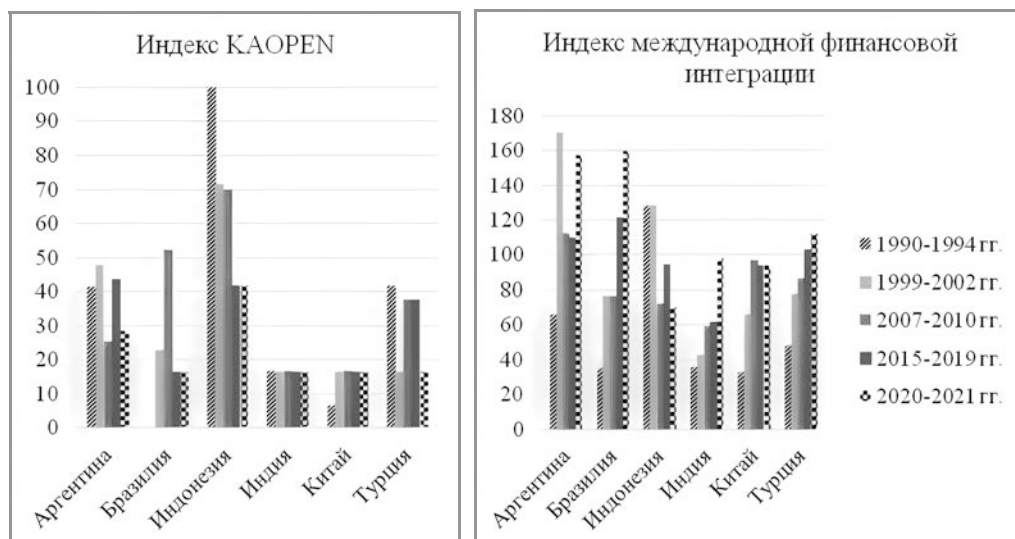 Индекс KAOPEN
100
90
80
70
60
50
40
30
20
10
0
Аргентина
Бразилия
Индонезия
Индия
Китай
Турция
Индекс международной финансовой
интеграции
180
160
140
120
100
80
60
40
20
0
Аргентина
Бразилия
Индонезия
Индия
Китай
Турция
1990-1994 гг.
1999-2002 гг.
2007-2010 гг.
2015-2019 гг.
2020-2021 гг.